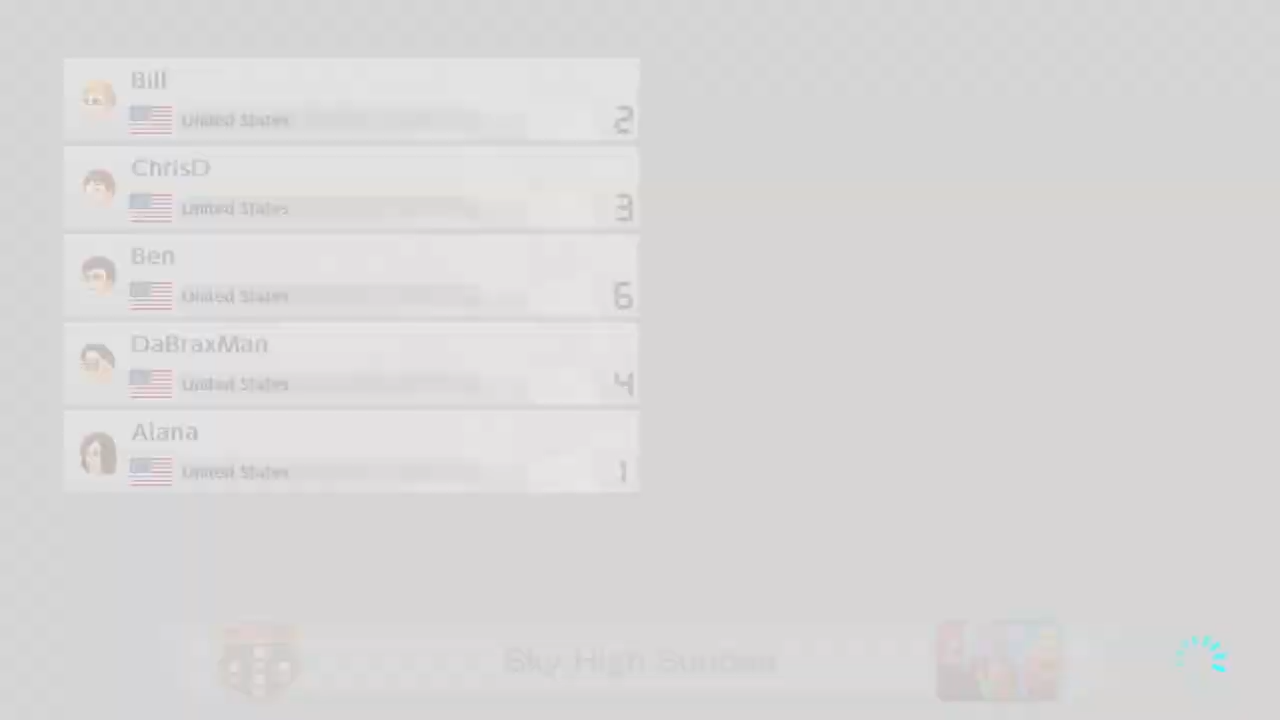 Bill
United States
2
ChrisD
United States
3
Ben
United States
6
DaBraxMan
United States
4
Alana
United States
1
Sky-High Sundae